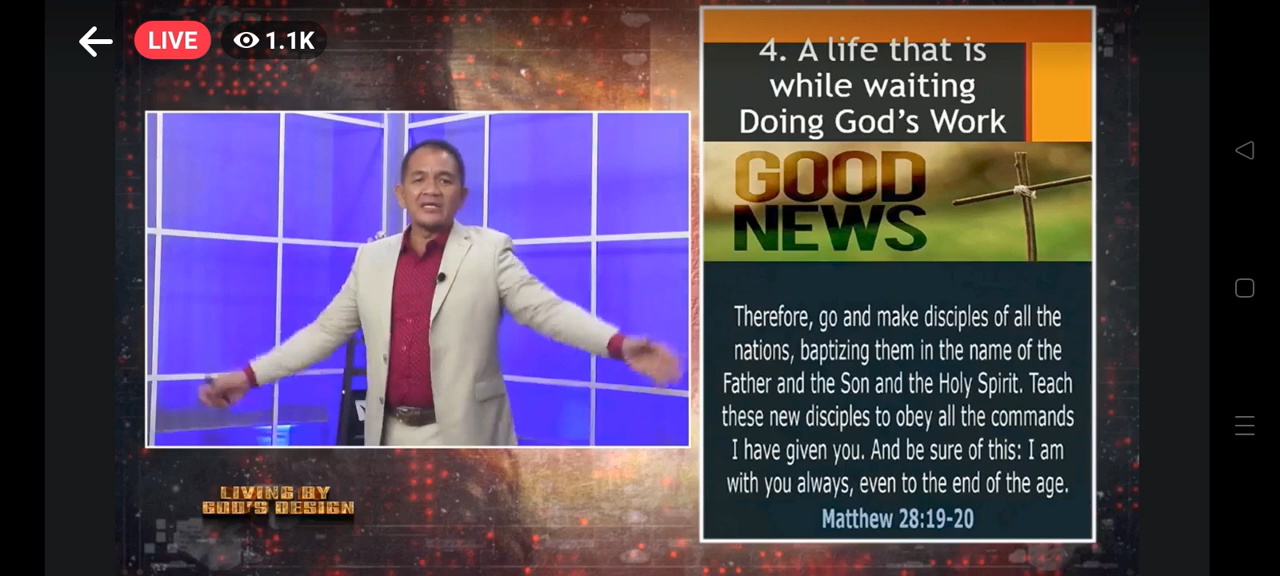 LIVE 1.1K
4. A life that is
while waiting
Doing God's Work
GOOD
NEWS
Therefore, go and make disciples of all the
nations, baptizing them in the name of the
Father and the Son and the Holy Spirit. Teach
these new disciples to obey all the commands
I have given you. And be sure of this: I am
with you always, even to the end of the age.
Matthew 28:19-20
LIVING BY
GOD'S DESIGN